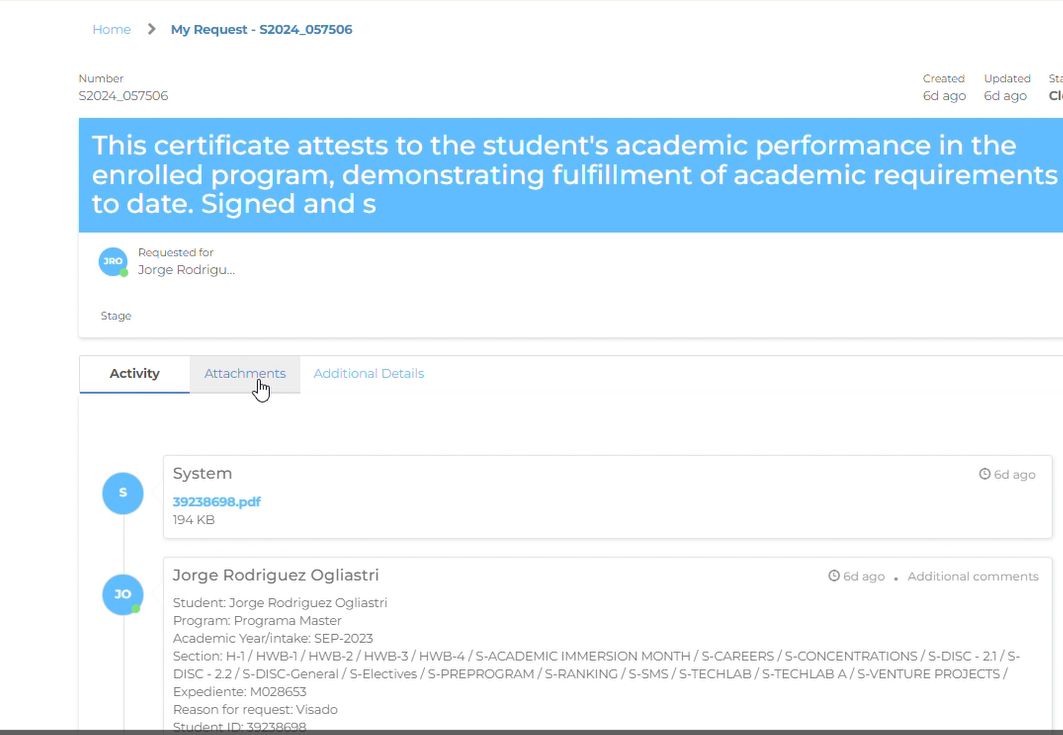 Home > My Request - S2024_057506
Number
S2024_057506
Created
6d ago
Updated
6d ago
This certificate attests to the student's academic performance in the
enrolled program, demonstrating fulfillment of academic requirements
to date. Signed and s
JRO
Requested for
Jorge Rodrigu...
Stage
Activity Attachments Additional Details
S
System
6d ago
39238698.pdf
194 KB
JO
Jorge Rodriguez Ogliastri
6d ago • Additional comments
Student: Jorge Rodriguez Ogliastri
Program: Programa Master
Academic Year/intake: SEP-2023
Section: H-1 / HWB-1 / HWB-2 / HWB-3 / HWB-4 / S-ACADEMIC IMMERSION MONTH / S-CAREERS / S-CONCENTRATIONS / S-DISC - 2.1 / S-
DISC - 2.2 / S-DISC-General / S-Electives / S-PREPROGRAM / S-RANKING / S-SMS / S-TECHLAB / S-TECHLAB A / S-VENTURE PROJECTS /
Expediente: M028653
Reason for request: Visado
Student ID: 39238698